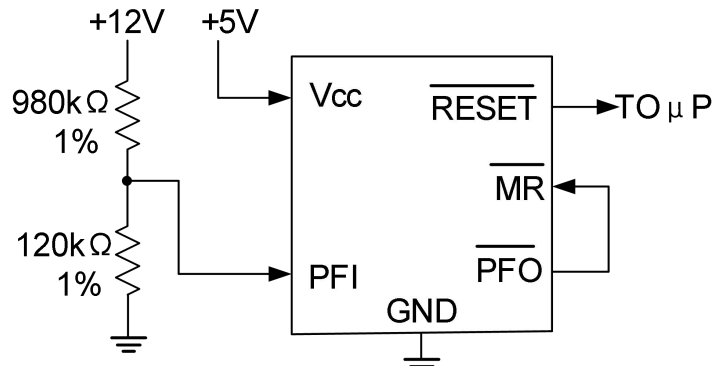 +12V
+5V
980kΩ
1%
Vcc
RESET
TO μP
MR
120kΩ
1%
PFI
PFO
GND